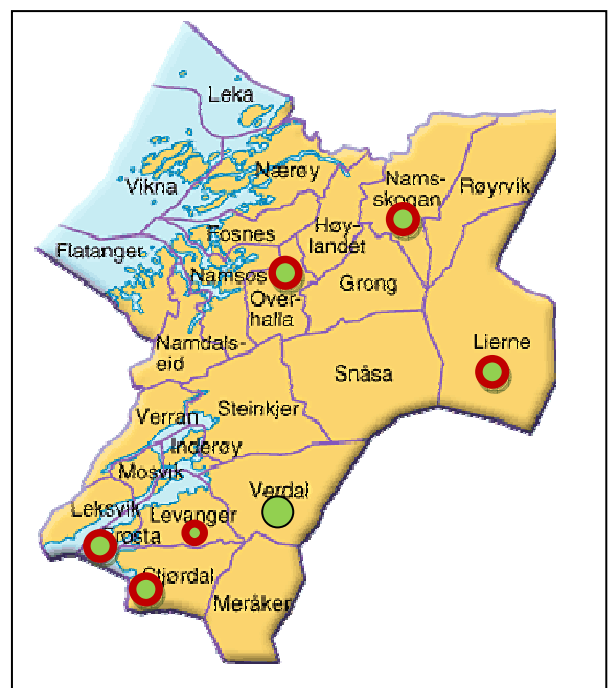 Leka
Nærøy
Vikna
Nams-
skogan
Røyrvik
Fosnes
Høy-
landet
Flatanger
Namsos
Grong
Over-
halla
Namdals-
eid
Lierne
Snåsa
Verran
Steinkjer
Inderøy
Mosvik
Verdal
Leksvik
Levanger
Frosta
Stjørdal
Meråker